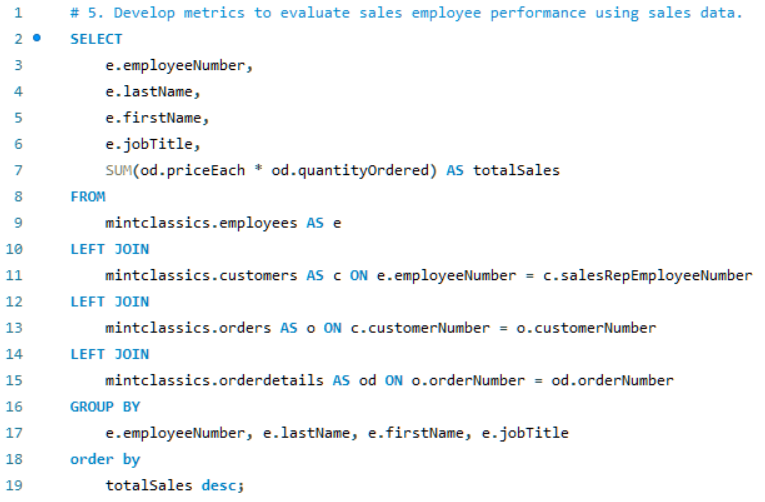 1 # 5. Develop metrics to evaluate sales employee performance using sales data.
2 SELECT
3 e.employeeNumber,
4 e.lastName,
5 e.firstName,
6 e.jobTitle,
7 SUM(od.priceEach * od.quantityOrdered) AS totalSales
8 FROM
9 mintclassics.employees AS e
10 LEFT JOIN
11 mintclassics.customers AS c ON e.employeeNumber = c.salesRepEmployeeNumber
12 LEFT JOIN
13 mintclassics.orders AS o ON c.customerNumber = o.customerNumber
14 LEFT JOIN
15 mintclassics.orderdetails AS od ON o.orderNumber = od.orderNumber
16 GROUP BY
17 e.employeeNumber, e.lastName, e.firstName, e.jobTitle
18 order by
19 totalSales desc;